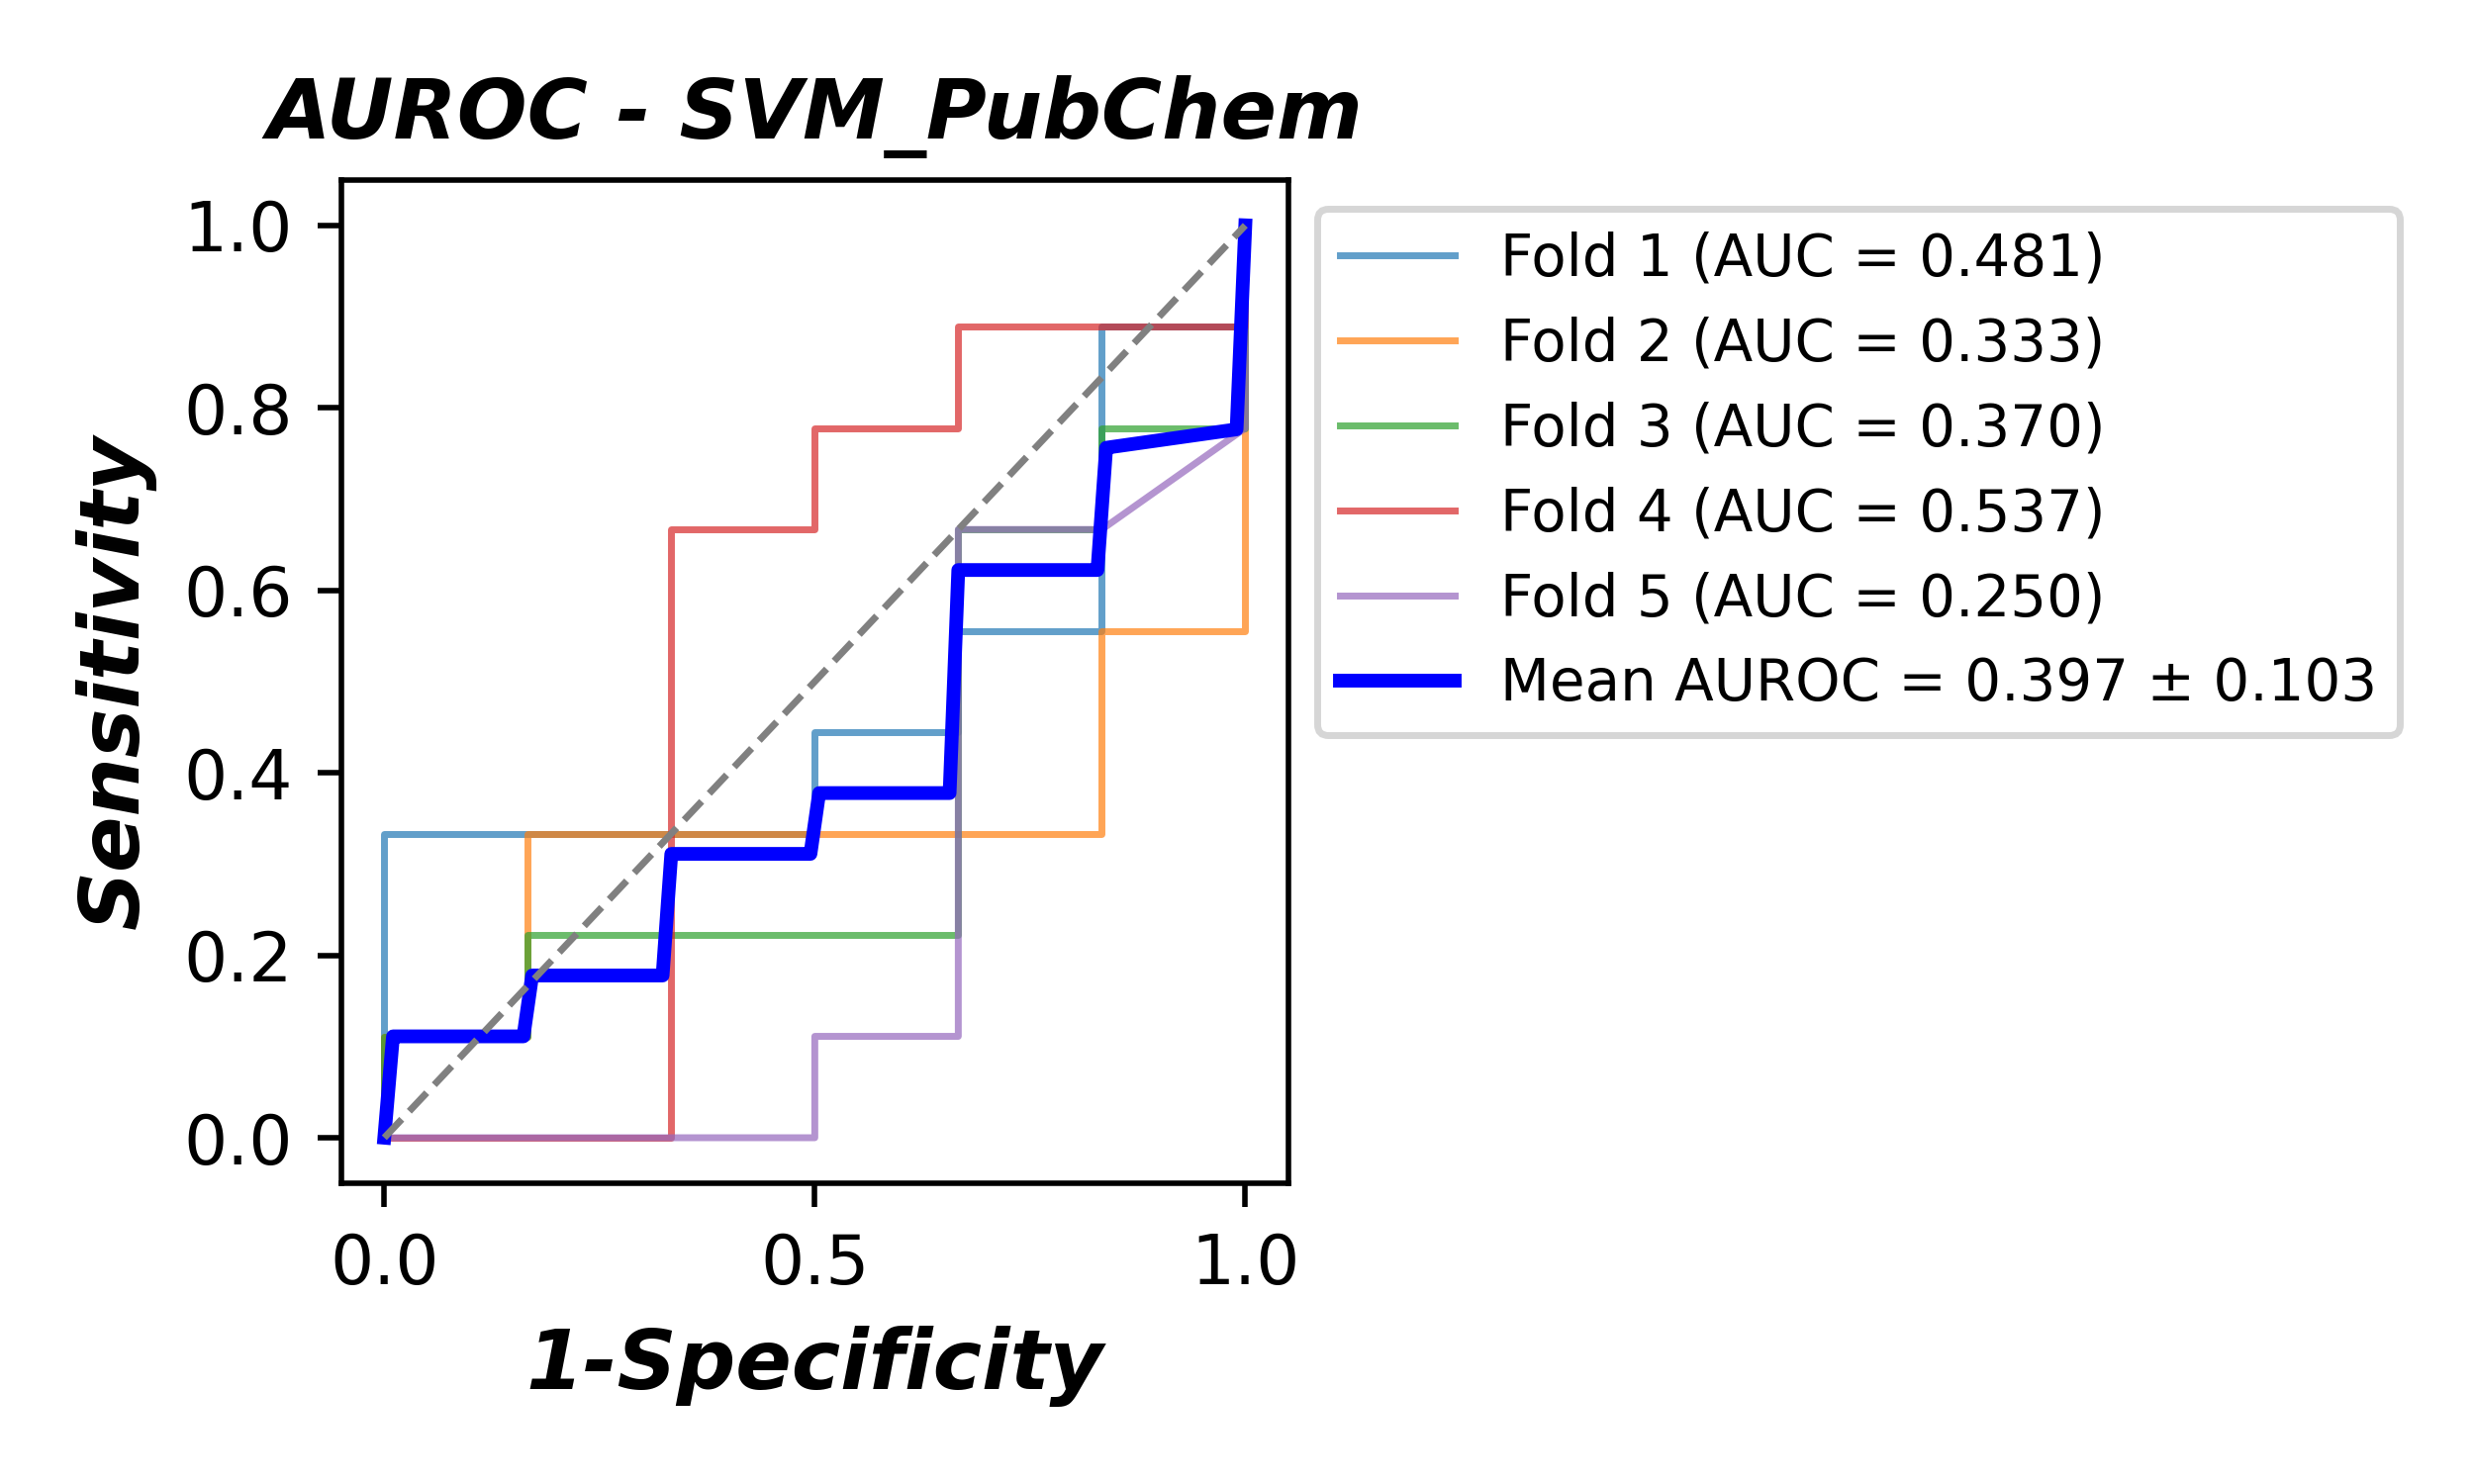 AUROC - SVM_PubChem
Sensitivity
1.0
0.8
0.6
0.4
0.2
0.0
0.0 0.5 1.0
1-Specificity
Fold 1 (AUC = 0.481)
Fold 2 (AUC = 0.333)
Fold 3 (AUC = 0.370)
Fold 4 (AUC = 0.537)
Fold 5 (AUC = 0.250)
Mean AUROC = 0.397 ± 0.103